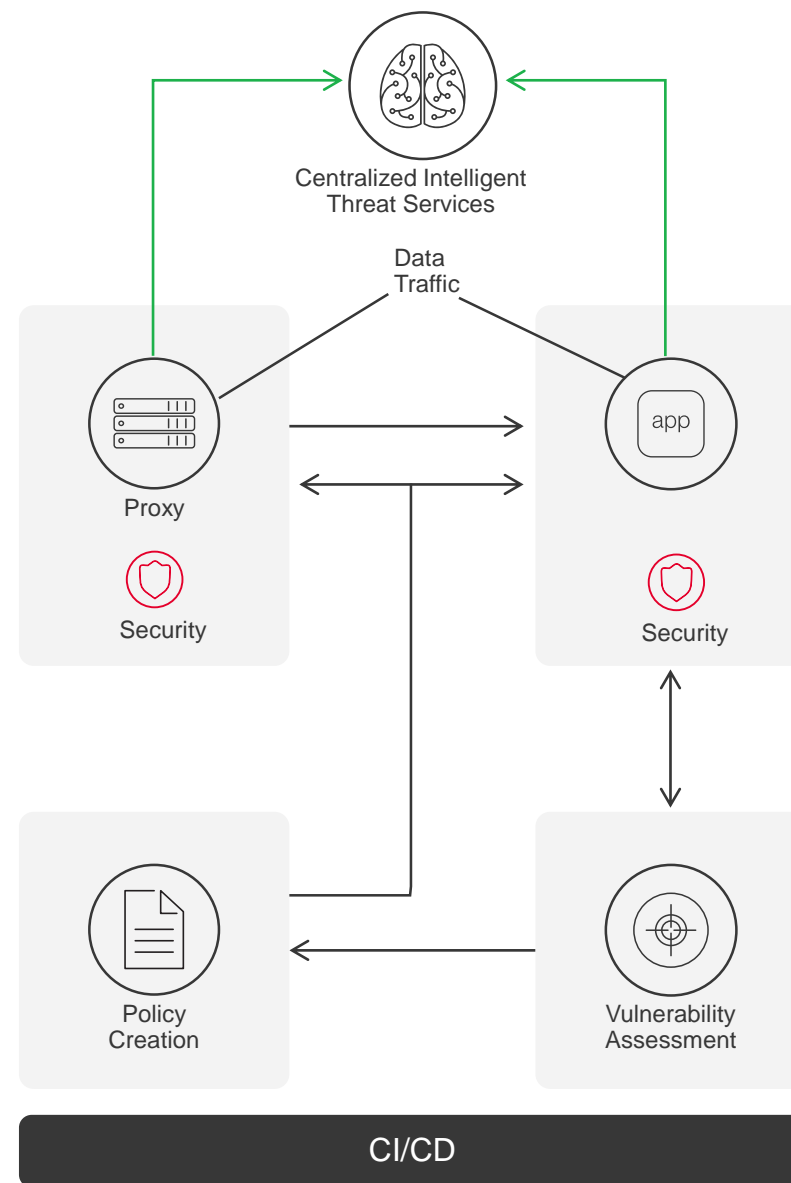 Centralized Intelligent
Threat Services
Data
Traffic
app
Proxy
Security
Security
Policy
Creation
Vulnerability
Assessment
CI/CD